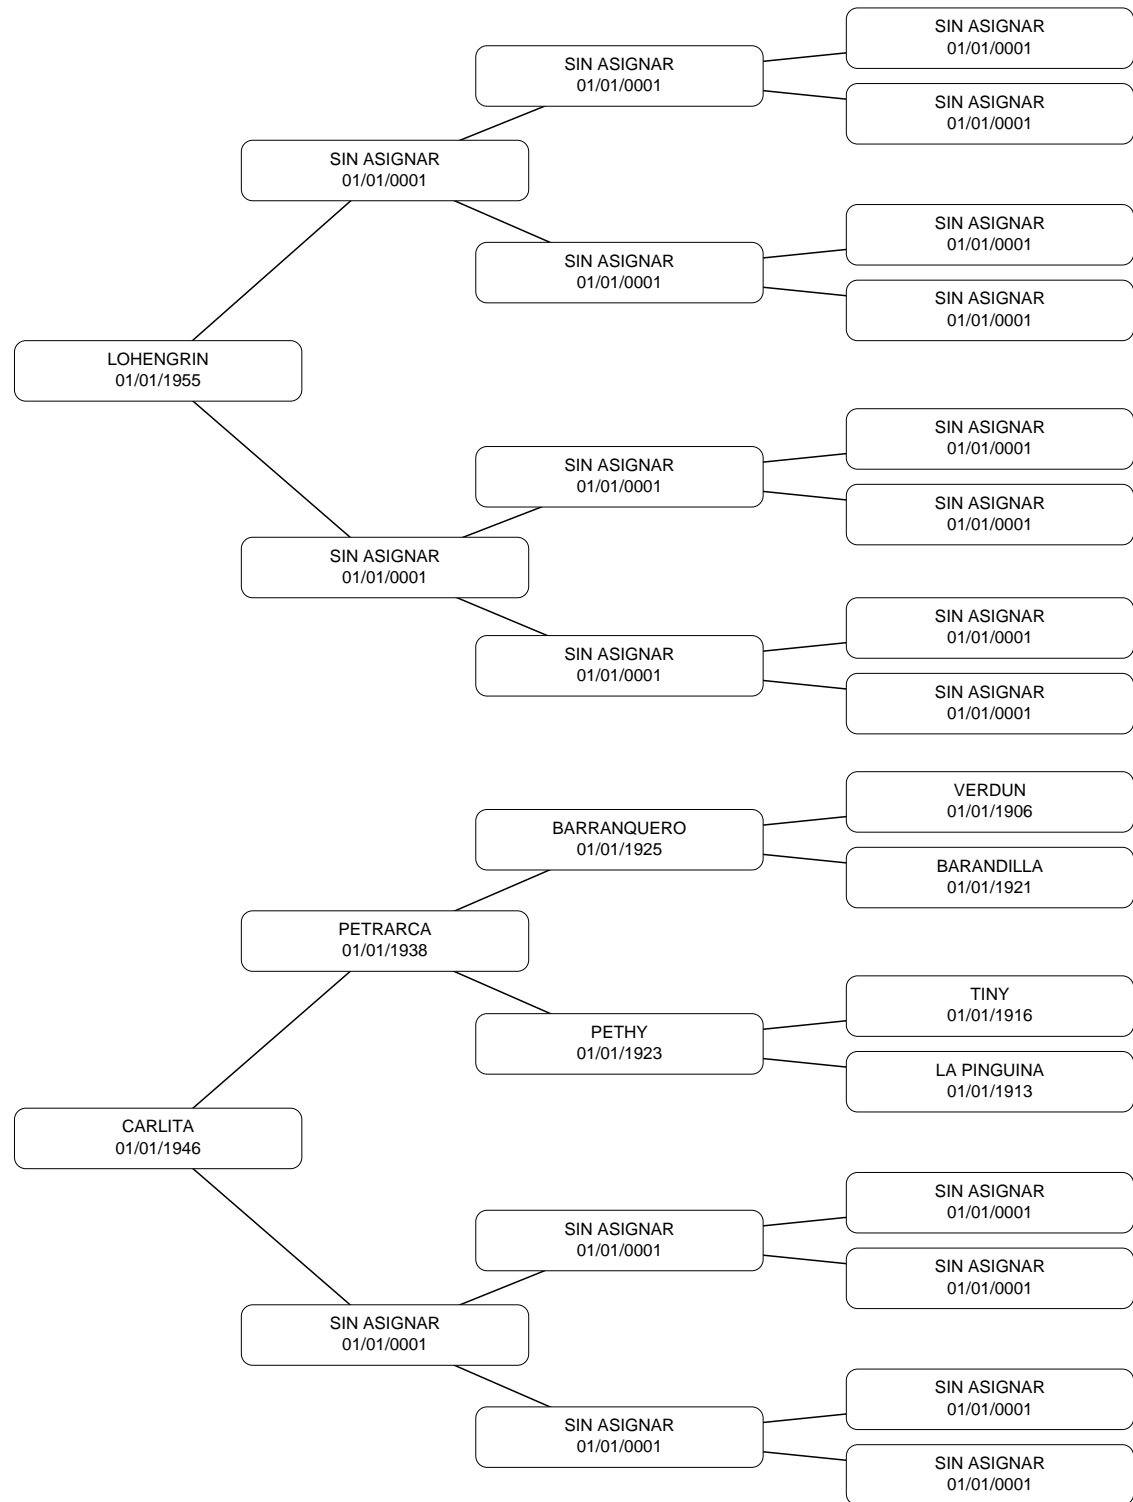 SIN ASIGNAR
01/01/0001
SIN ASIGNAR
01/01/0001
SIN ASIGNAR
01/01/0001
SIN ASIGNAR
01/01/0001
SIN ASIGNAR
01/01/0001
SIN ASIGNAR
01/01/0001
SIN ASIGNAR
01/01/0001
LOHENGRIN
01/01/1955
SIN ASIGNAR
01/01/0001
SIN ASIGNAR
01/01/0001
SIN ASIGNAR
01/01/0001
SIN ASIGNAR
01/01/0001
SIN ASIGNAR
01/01/0001
SIN ASIGNAR
01/01/0001
SIN ASIGNAR
01/01/0001
VERDUN
01/01/1906
BARRANQUERO
01/01/1925
BARANDILLA
01/01/1921
PETRARCA
01/01/1938
TINY
01/01/1916
PETHY
01/01/1923
LA PINGUINA
01/01/1913
CARLITA
01/01/1946
SIN ASIGNAR
01/01/0001
SIN ASIGNAR
01/01/0001
SIN ASIGNAR
01/01/0001
SIN ASIGNAR
01/01/0001
SIN ASIGNAR
01/01/0001
SIN ASIGNAR
01/01/0001
SIN ASIGNAR
01/01/0001